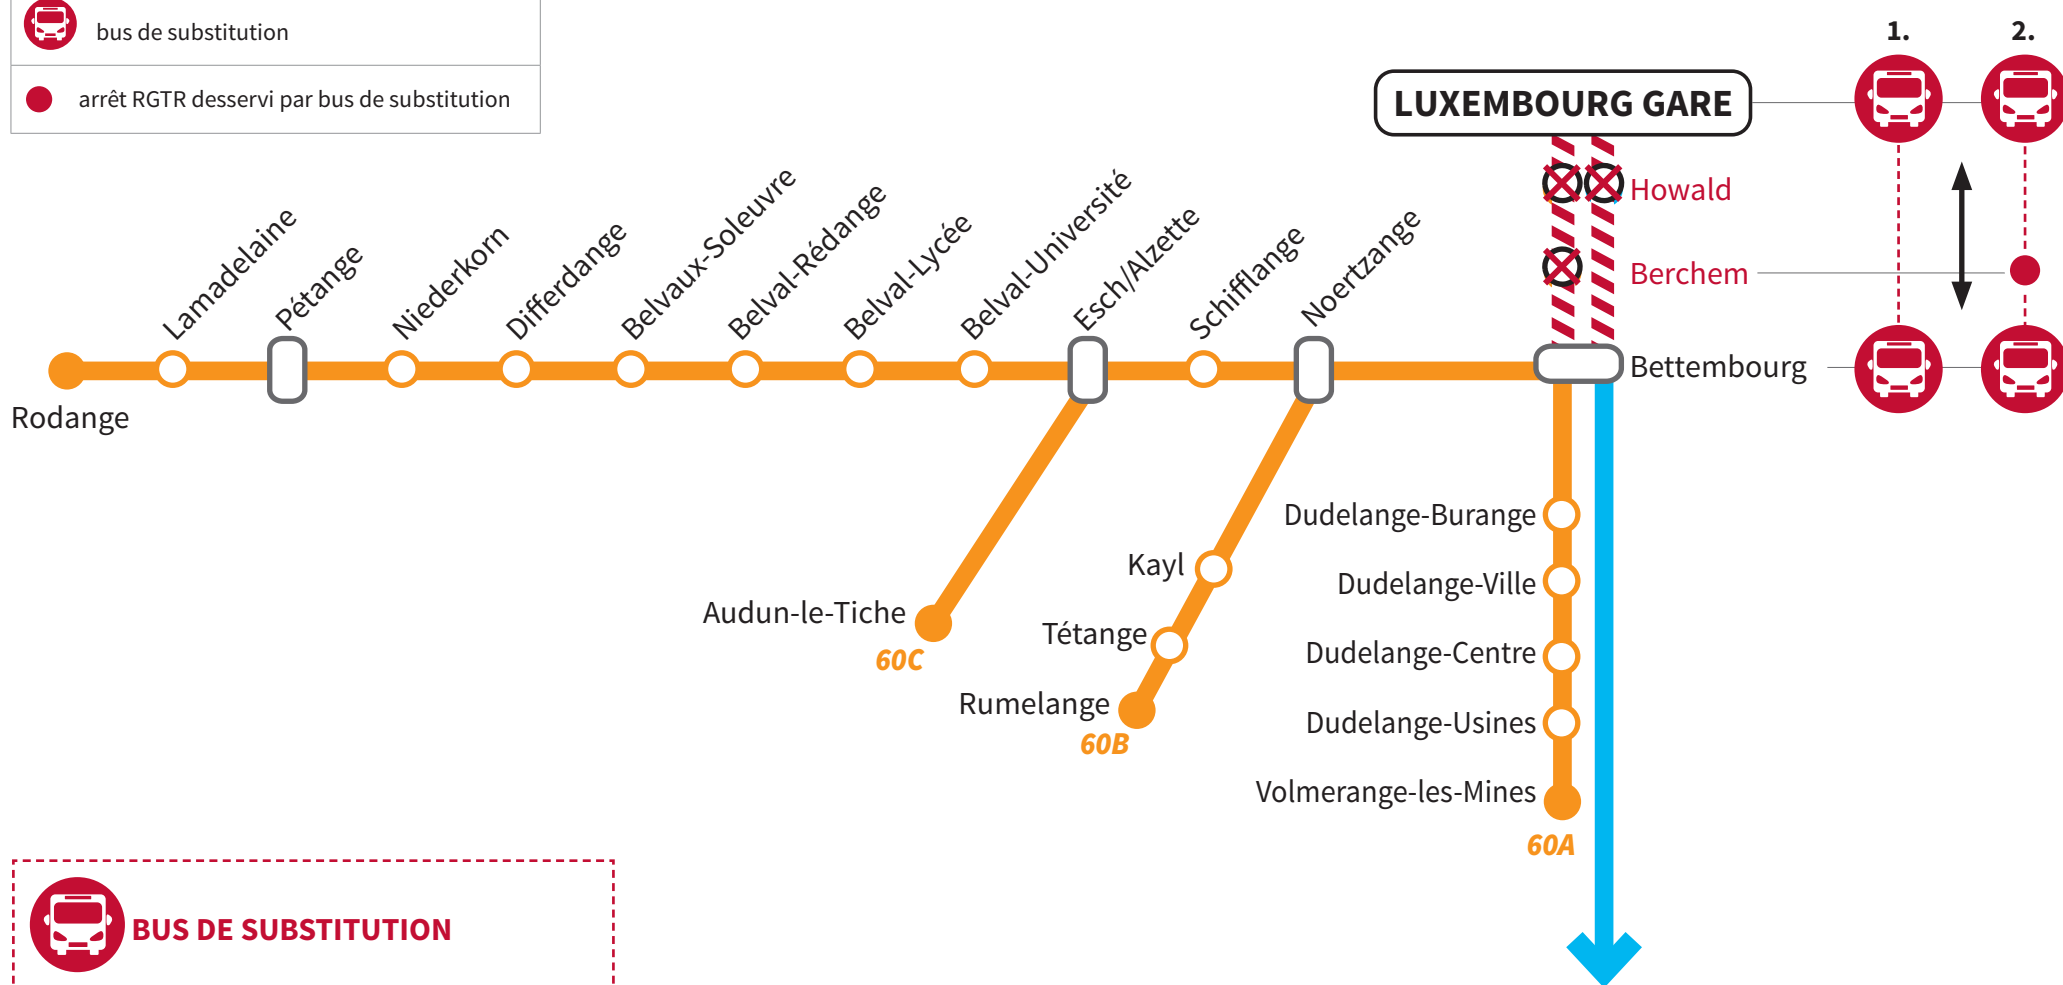 bus de substitution
arrêt RGTR desservi par bus de substitution
1.
2.
LUXEMBOURG GARE
Howald
Berchem
Bettembourg
Rodange
Lamadelaine
Pétange
Niederkorn
Differdange
Belvaux-Soleuvre
Belval-Rédange
Belval-Lycée
Belval-Université
Esch/Alzette
Schifflange
Noertzange
Audun-le-Tiche
60C
Kayl
Tétange
Rumelange
60B
Dudelange-Burange
Dudelange-Ville
Dudelange-Centre
Dudelange-Usines
Volmerange-les-Mines
60A
BUS DE SUBSTITUTION